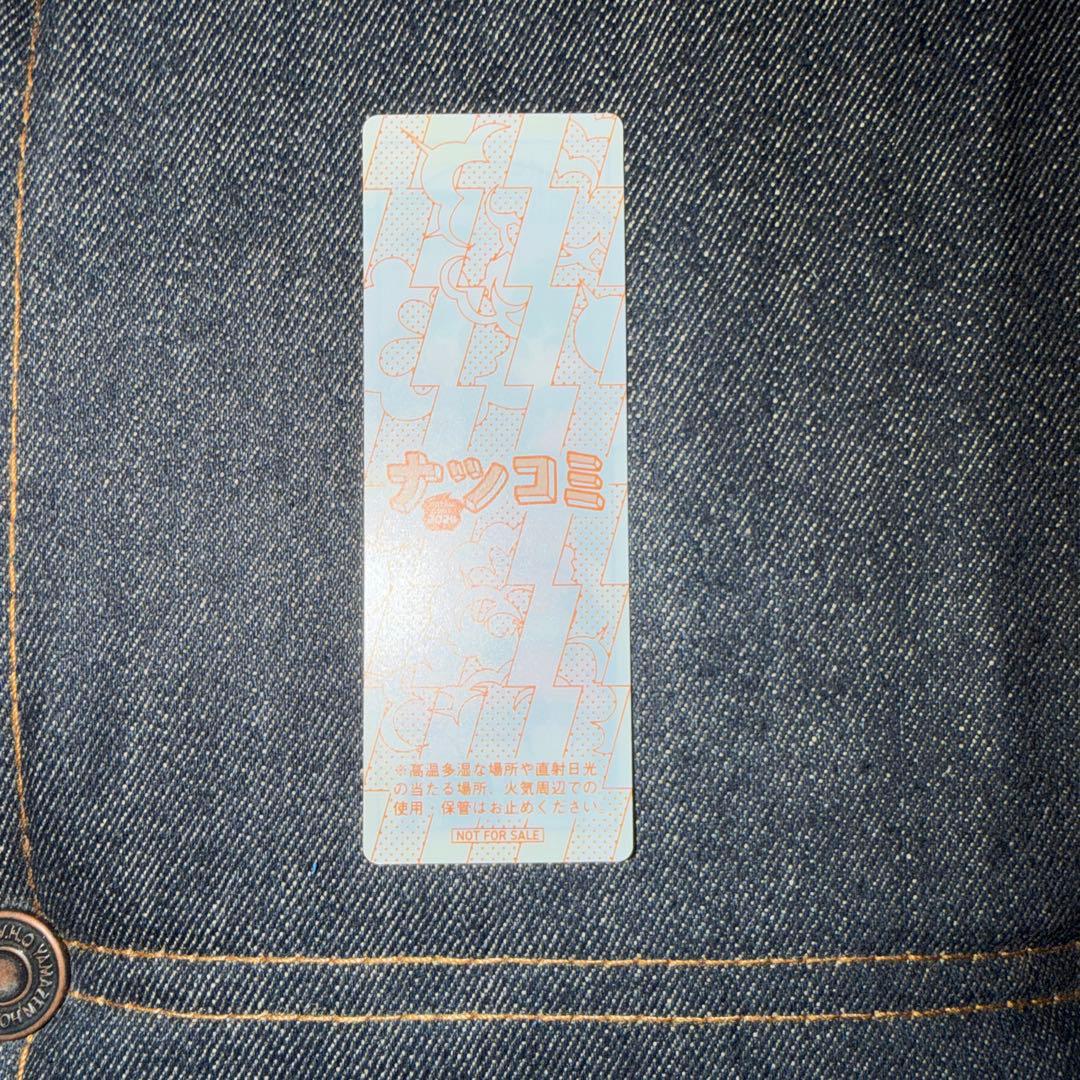 ナツコミ
2024
※高温多湿な場所や直射日光
の当たる場所、火気周辺での
使用・保管はお止めください。
NOT FOR SALE